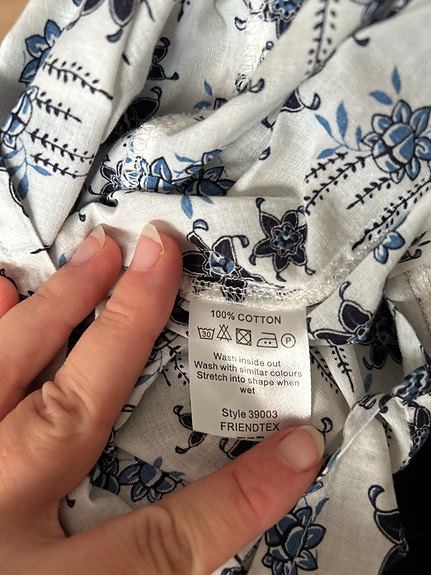 100% COTTON
30 P
Wash inside out
Wash with similar colours
Stretch into shape when
wet
Style 39003
FRIENDTEX